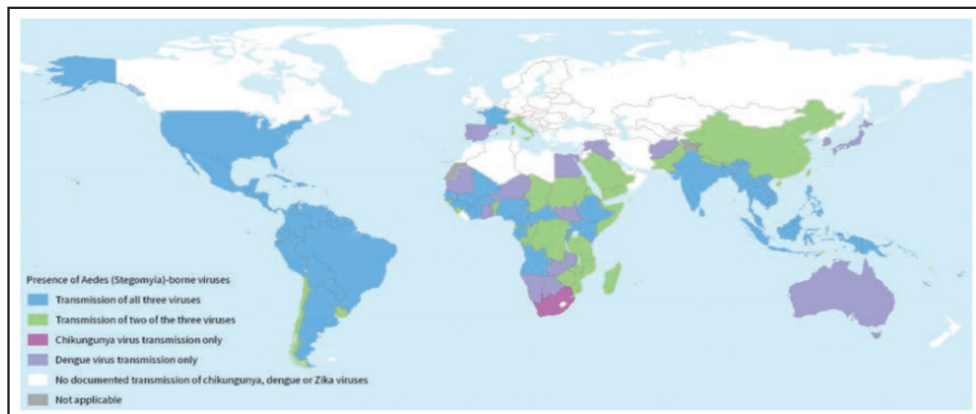 Presence of Aedes (Stegomyia)-borne viruses
Transmission of all three viruses
Transmission of two of the three viruses
Chikungunya virus transmission only
Dengue virus transmission only
No documented transmission of chikungunya, dengue or Zika viruses
Not applicable